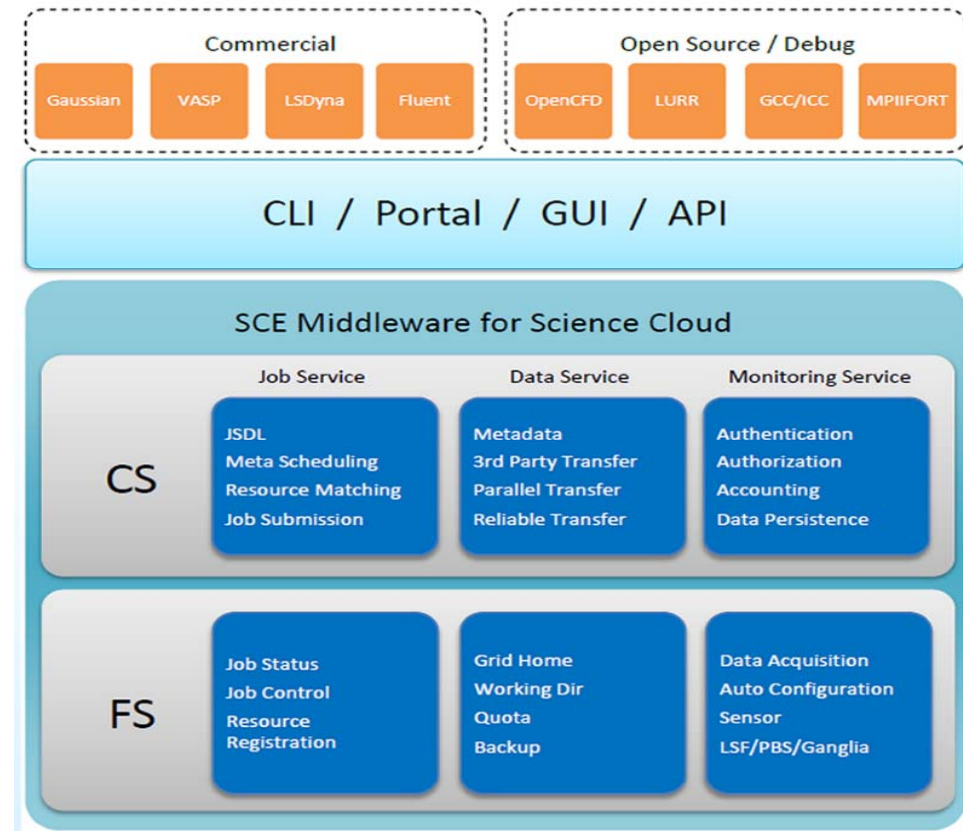 Commercial
Open Source / Debug
Gaussian
VASP
LSDyna
Fluent
OpenCFD
LURR
GCC/ICC
MPIIFORT
CLI / Portal / GUI / API
SCE Middleware for Science Cloud
Job Service
Data Service
Monitoring Service
CS
JSDL
Meta Scheduling
Resource Matching
Job Submission
Metadata
3rd Party Transfer
Parallel Transfer
Reliable Transfer
Authentication
Authorization
Accounting
Data Persistence
FS
Job Status
Job Control
Resource
Registration
Grid Home
Working Dir
Quota
Backup
Data Acquisition
Auto Configuration
Sensor
LSF/PBS/Ganglia